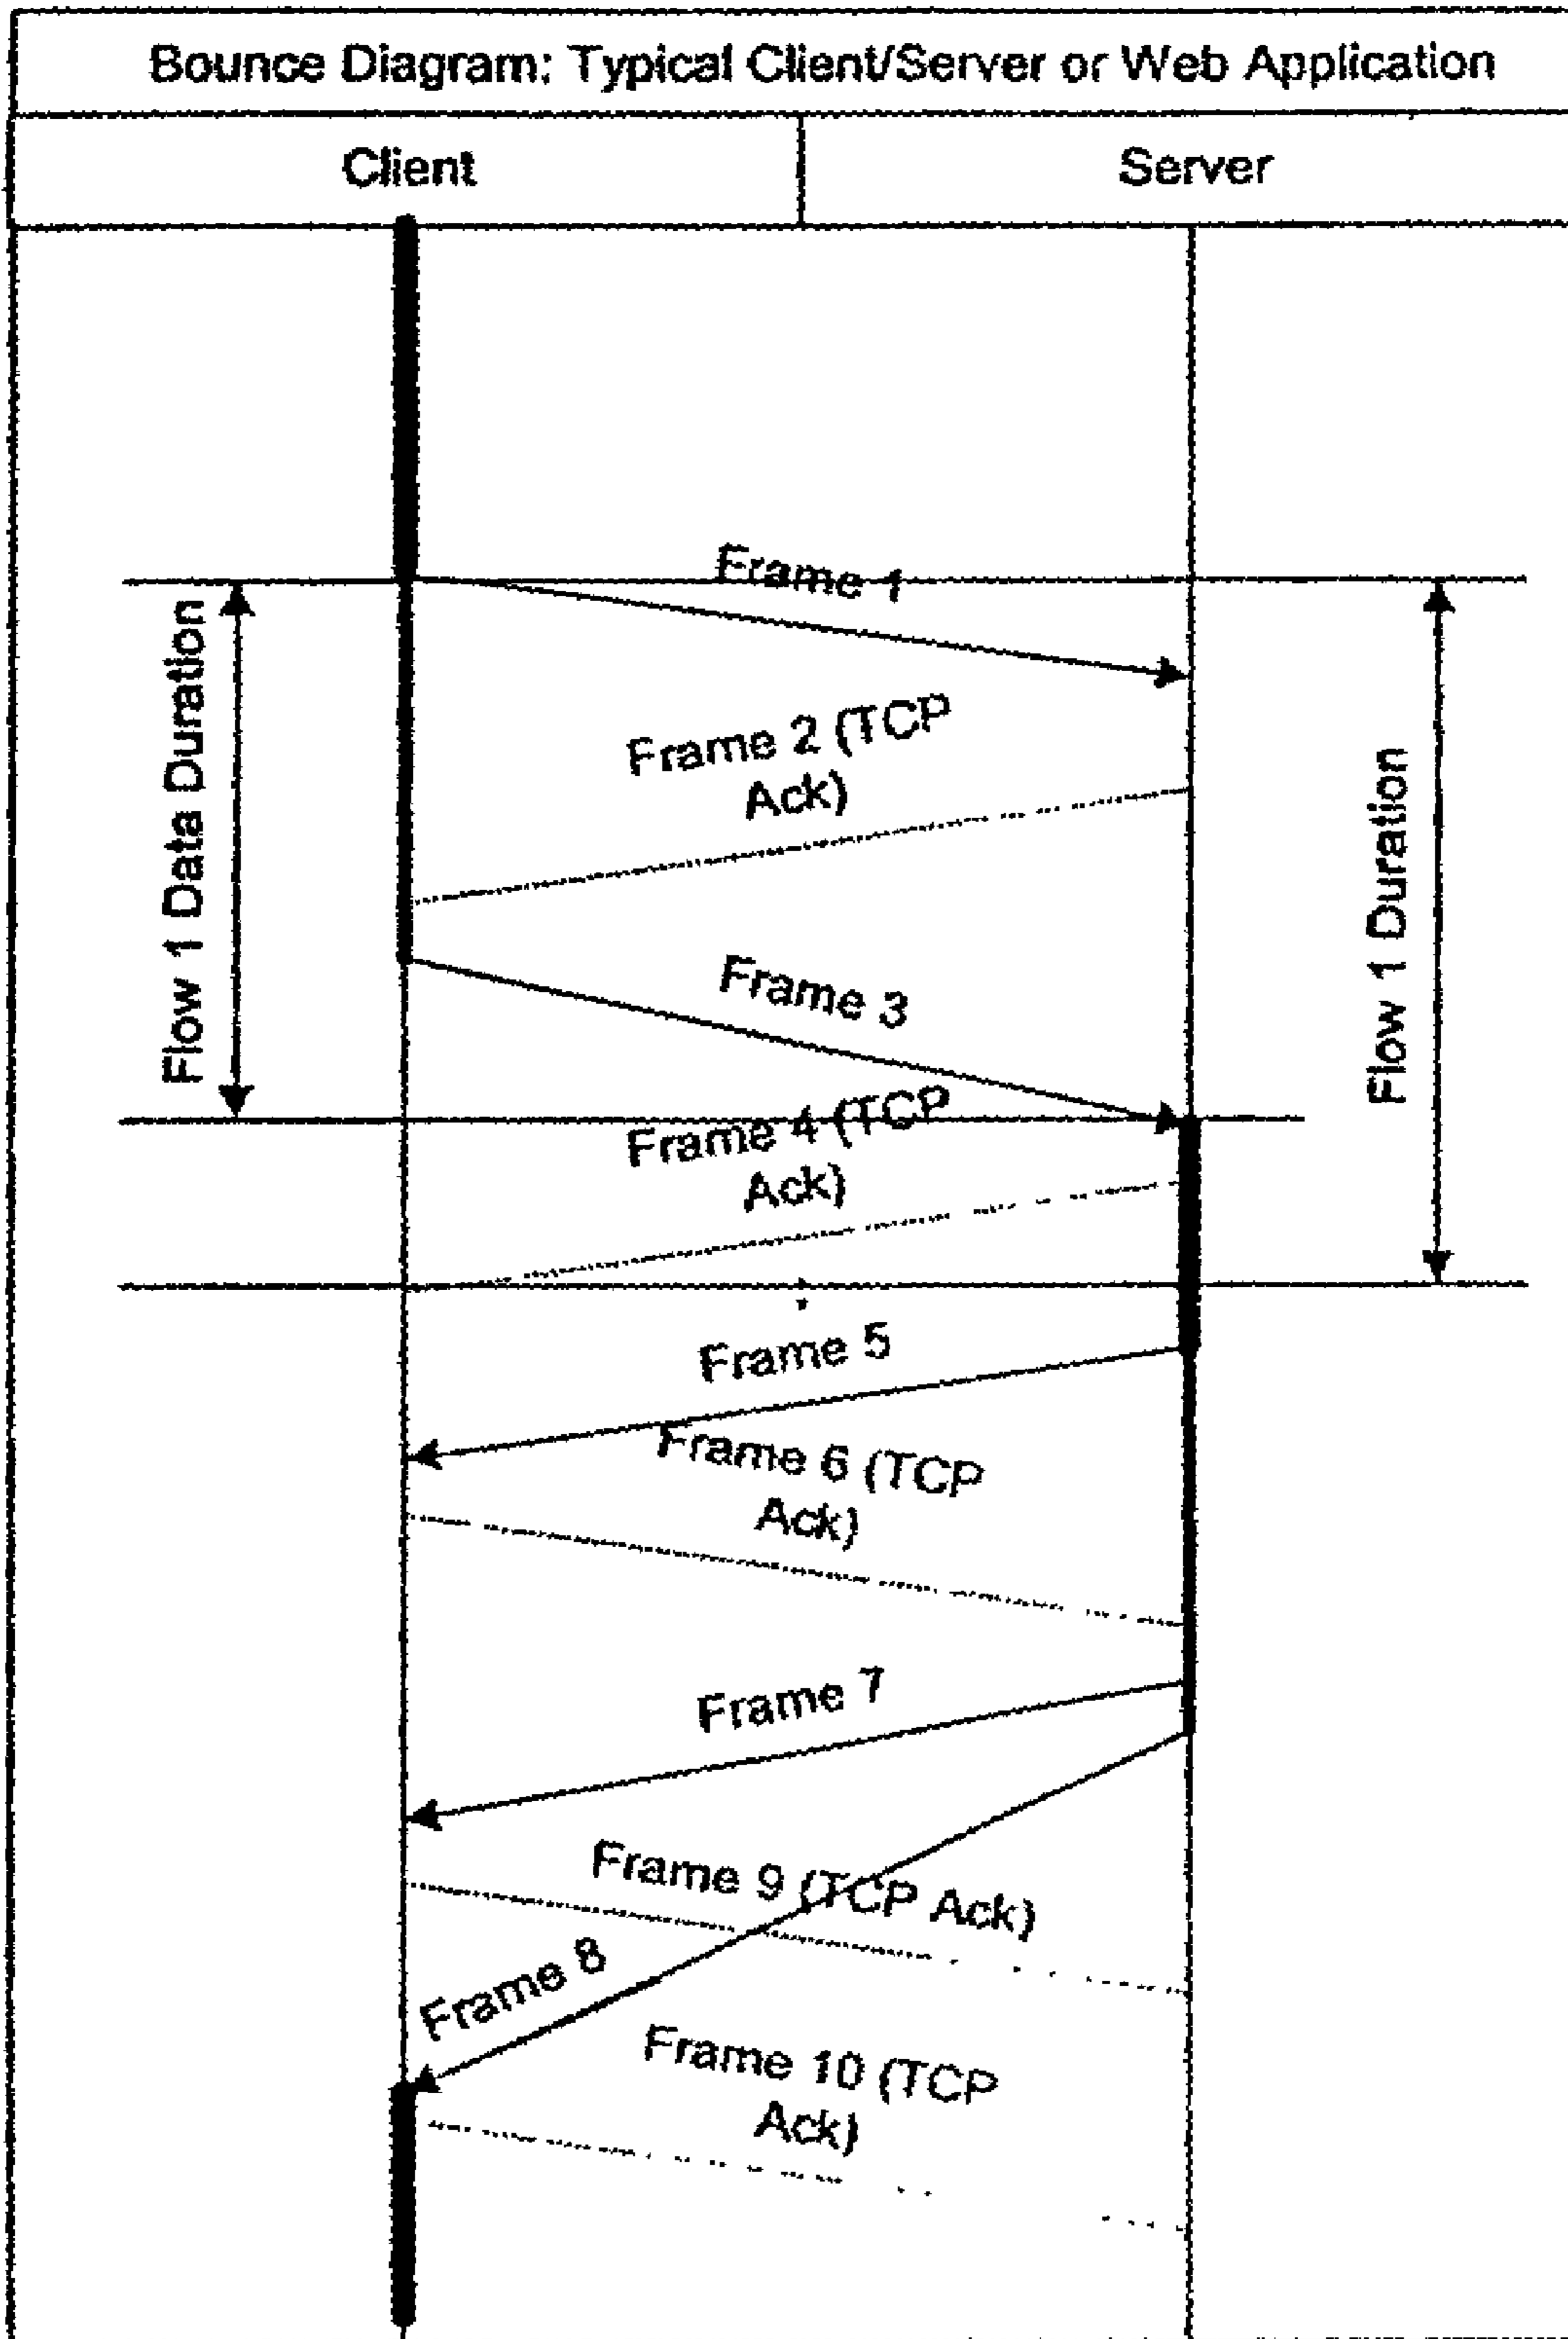 Bounce Diagram: Typical Client/Server or Web Application
Client
Server
Frame 1
Flow 1 Data Duration
Flow 1 Duration
Frame 2 (TCP
Ack)
Frame 3
Frame 4 (TCP
Ack)
Frame 5
Frame 6 (TCP
Ack)
Frame 7
Frame 9 (TCP Ack)
Frame 8
Frame 10 (TCP
Ack)